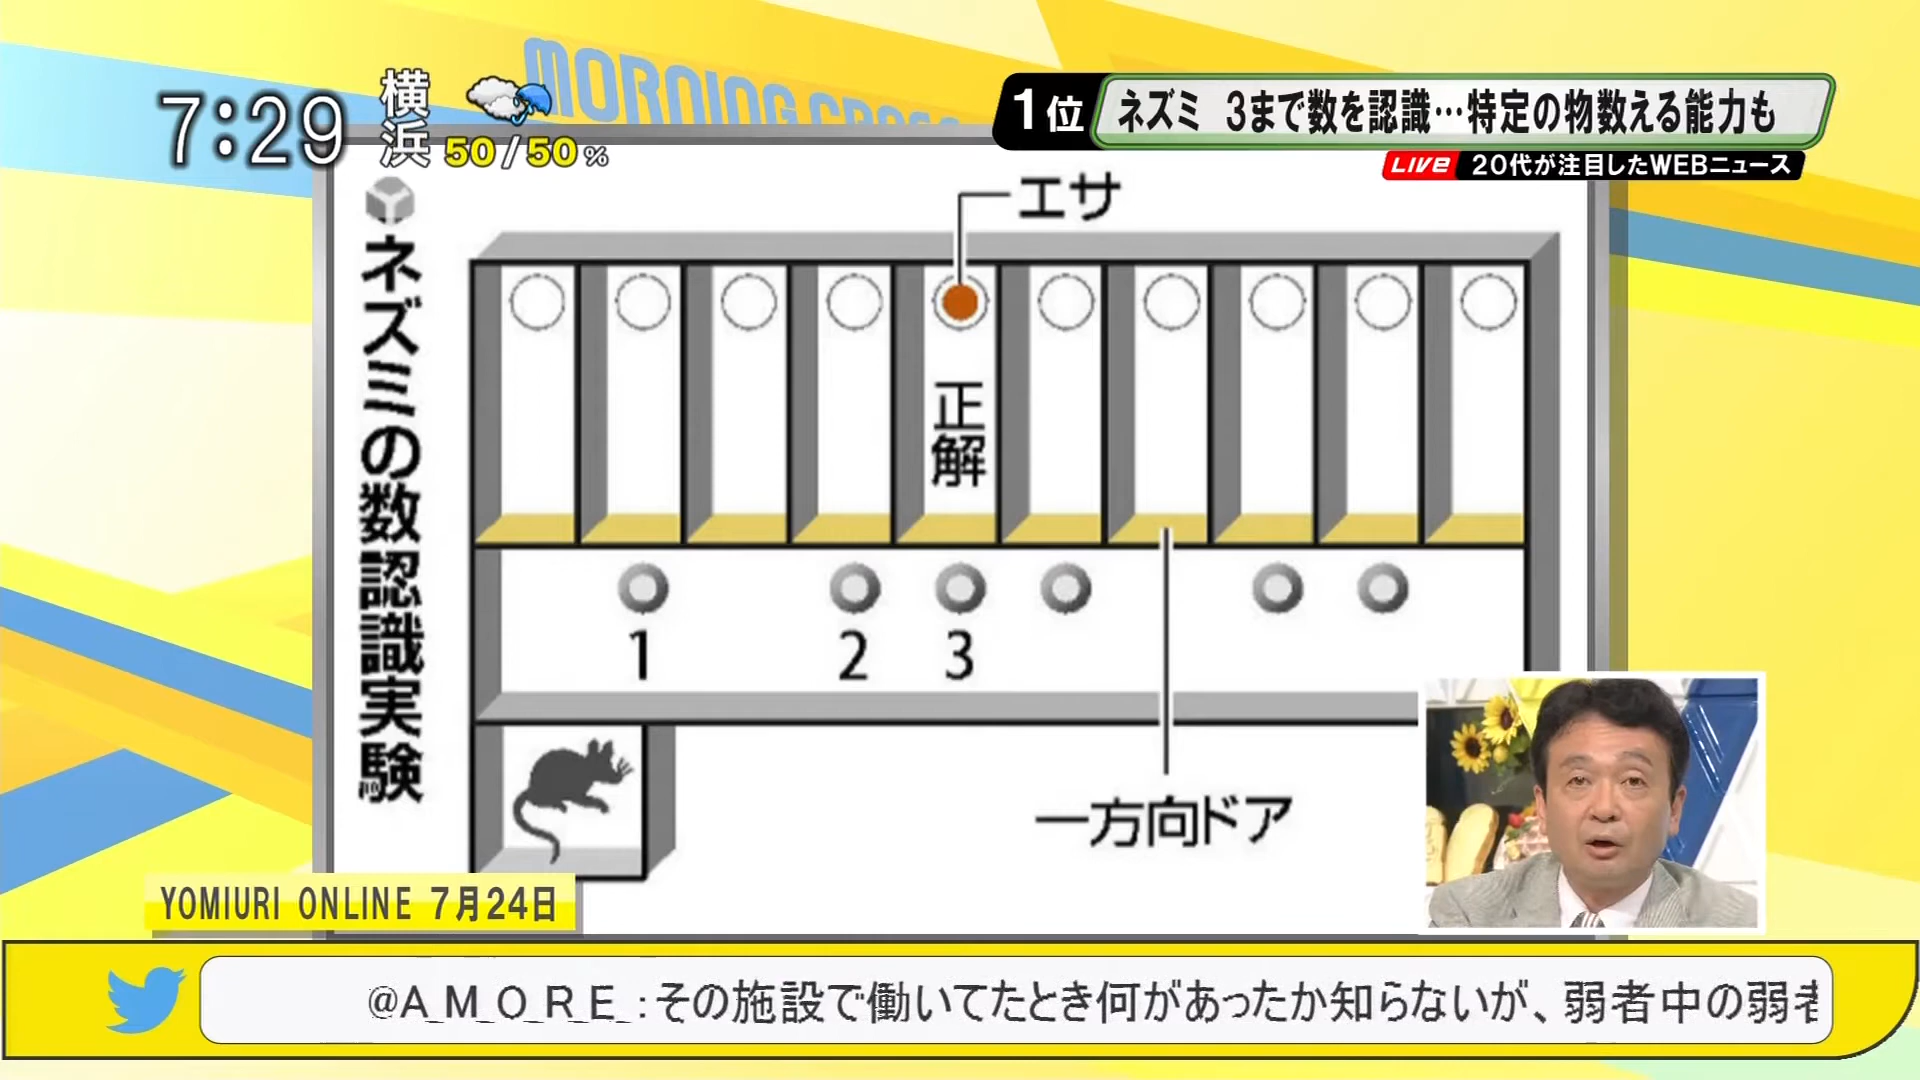 7:29
横浜
50/50%
MORNING CROSS
1位
ネズミ 3まで数を認識…特定の物数える能力も
LIVe 20代が注目したWEBニュース
ネズミの数認識実験
エサ
正解
1 2 3
一方向ドア
YOMIURI ONLINE 7月24日
@A_M_O_R_E_:その施設で働いてたとき何があったか知らないが、弱者中の弱者